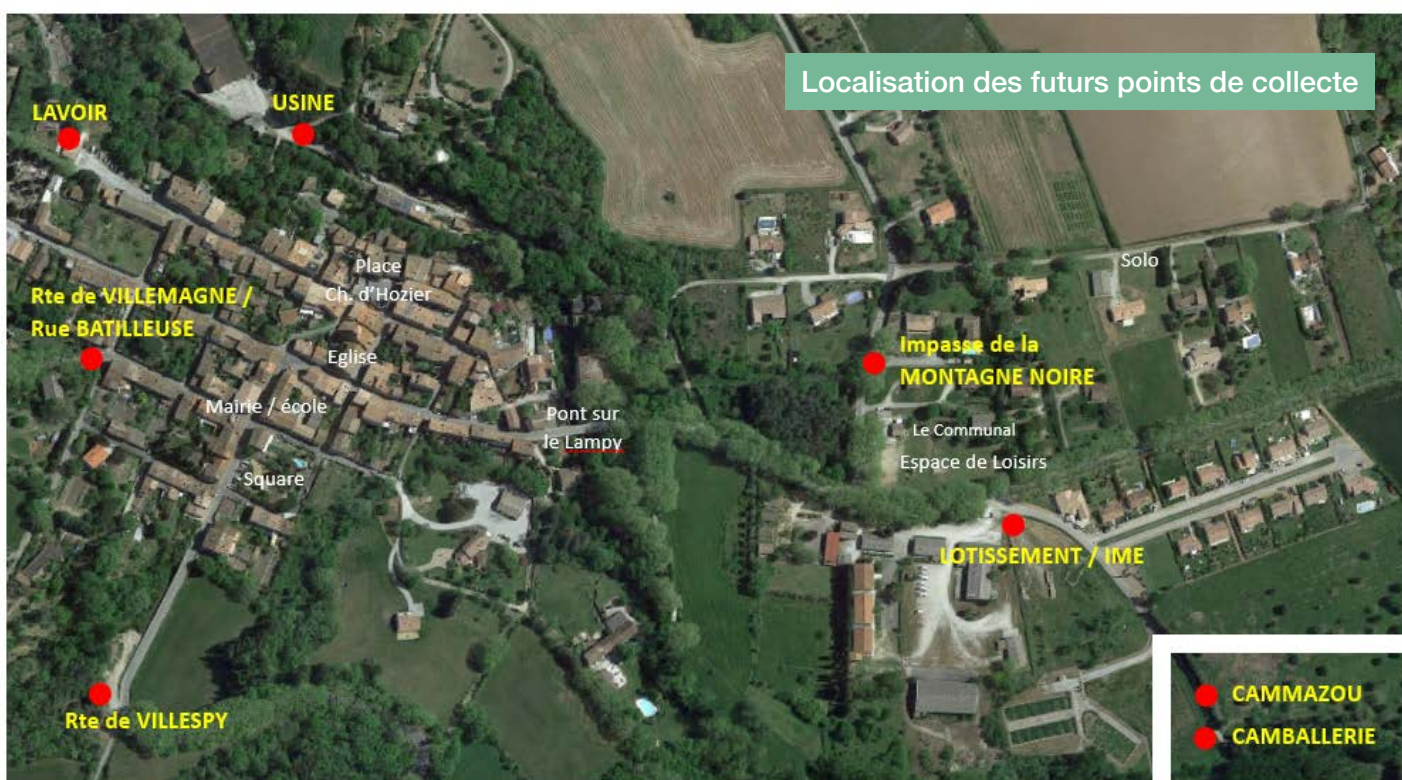 Localisation des futurs points de collecte
LAVOIR
USINE
Place
Ch. d'Hozier
Solo
Rte de VILLEMAGNE /
Rue BATILLEUSE
Eglise
Impasse de la
MONTAGNE NOIRE
Mairie / école
Pont sur
le Lampy
Le Communal
Espace de Loisirs
Square
LOTISSEMENT / IME
Rte de VILLESPY
CAMMAZOU
CAMBALLERIE